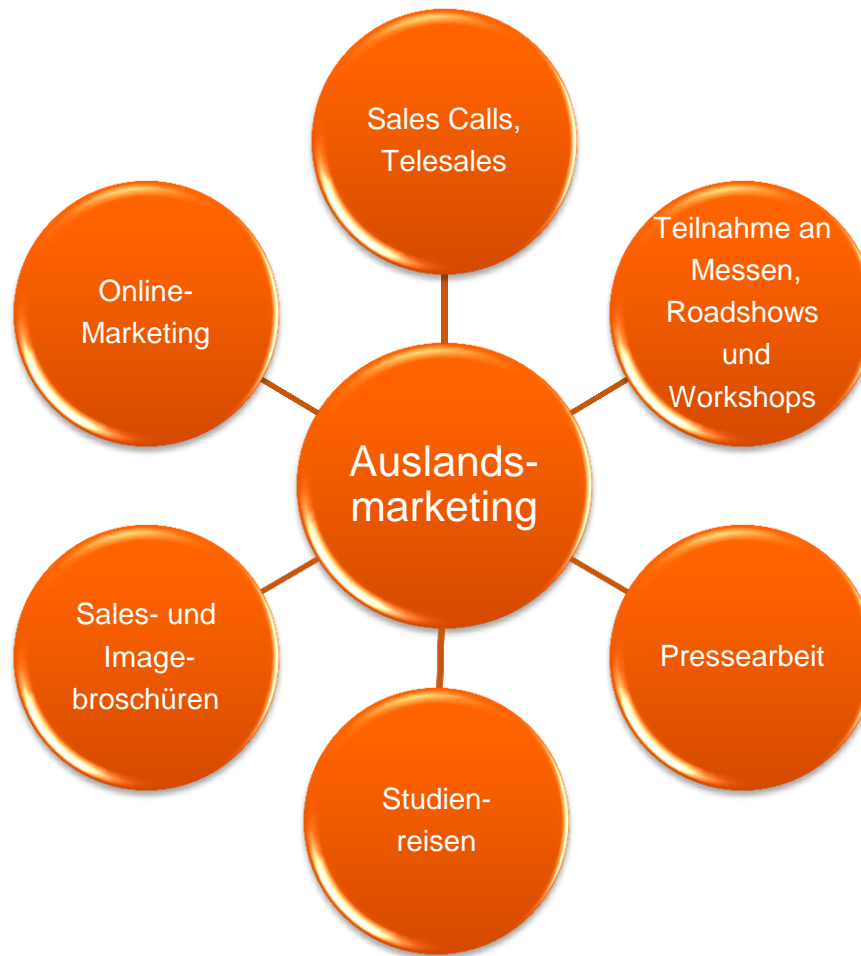 Sales Calls,
Telesales
Teilnahme an
Messen,
Roadshows
und
Workshops
Online-
Marketing
Auslands-
marketing
Sales- und
Image-
broschüren
Pressearbeit
Studien-
reisen